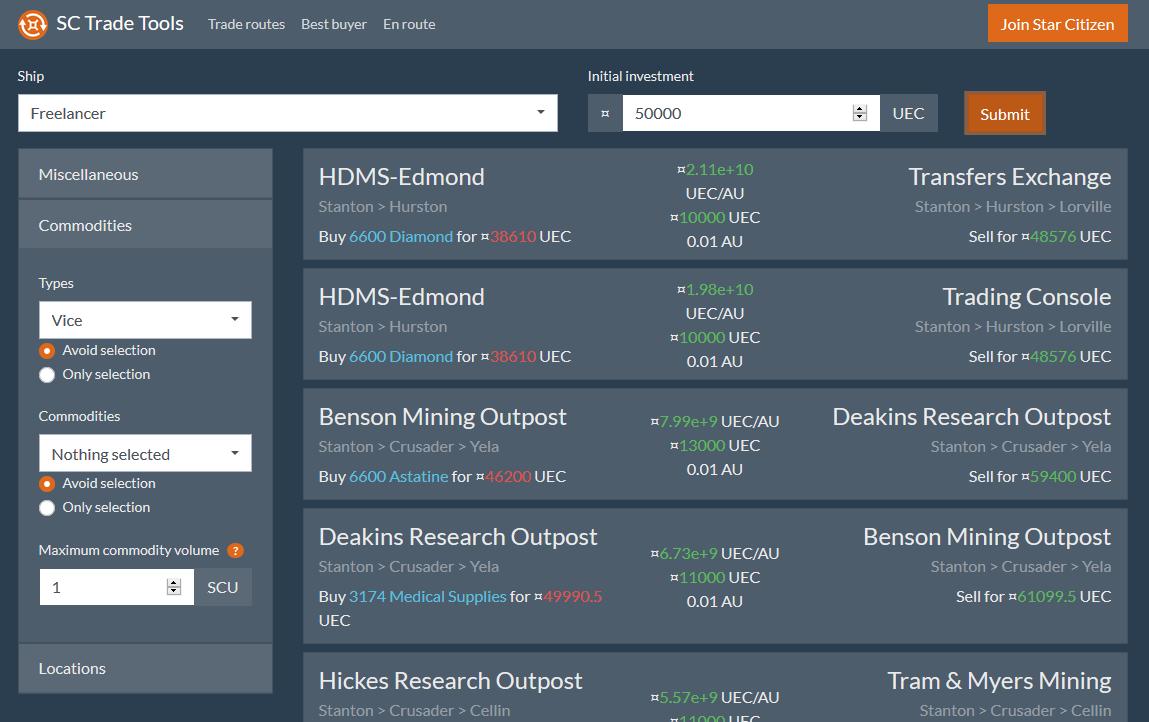 SC Trade Tools
Trade routes
Best buyer
En route
Join Star Citizen
Ship
Freelancer
Initial investment
¤
50000
UEC
Submit
Miscellaneous
Commodities
Types
Vice
Avoid selection
Only selection
Commodities
Nothing selected
Avoid selection
Only selection
Maximum commodity volume ?
1
SCU
Locations
HDMS-Edmond
Stanton > Hurston
Buy 6600 Diamond for ¤38610 UEC
¤2.11e+10
UEC/AU
¤10000 UEC
0.01 AU
Transfers Exchange
Stanton > Hurston > Lorville
Sell for ¤48576 UEC
HDMS-Edmond
Stanton > Hurston
Buy 6600 Diamond for ¤38610 UEC
¤1.98e+10
UEC/AU
¤10000 UEC
0.01 AU
Trading Console
Stanton > Hurston > Lorville
Sell for ¤48576 UEC
Benson Mining Outpost
Stanton > Crusader > Yela
Buy 6600 Astatine for ¤46200 UEC
¤7.99e+9 UEC/AU
¤13000 UEC
0.01 AU
Deakins Research Outpost
Stanton > Crusader > Yela
Sell for ¤59400 UEC
Deakins Research Outpost
Stanton > Crusader > Yela
Buy 3174 Medical Supplies for ¤49990.5
UEC
¤6.73e+9 UEC/AU
¤11000 UEC
0.01 AU
Benson Mining Outpost
Stanton > Crusader > Yela
Sell for ¤61099.5 UEC
Hickes Research Outpost
Stanton > Crusader > Cellin
¤5.57e+9 UEC/AU
¤11000 UEC
Tram & Myers Mining
Stanton > Crusader > Cellin